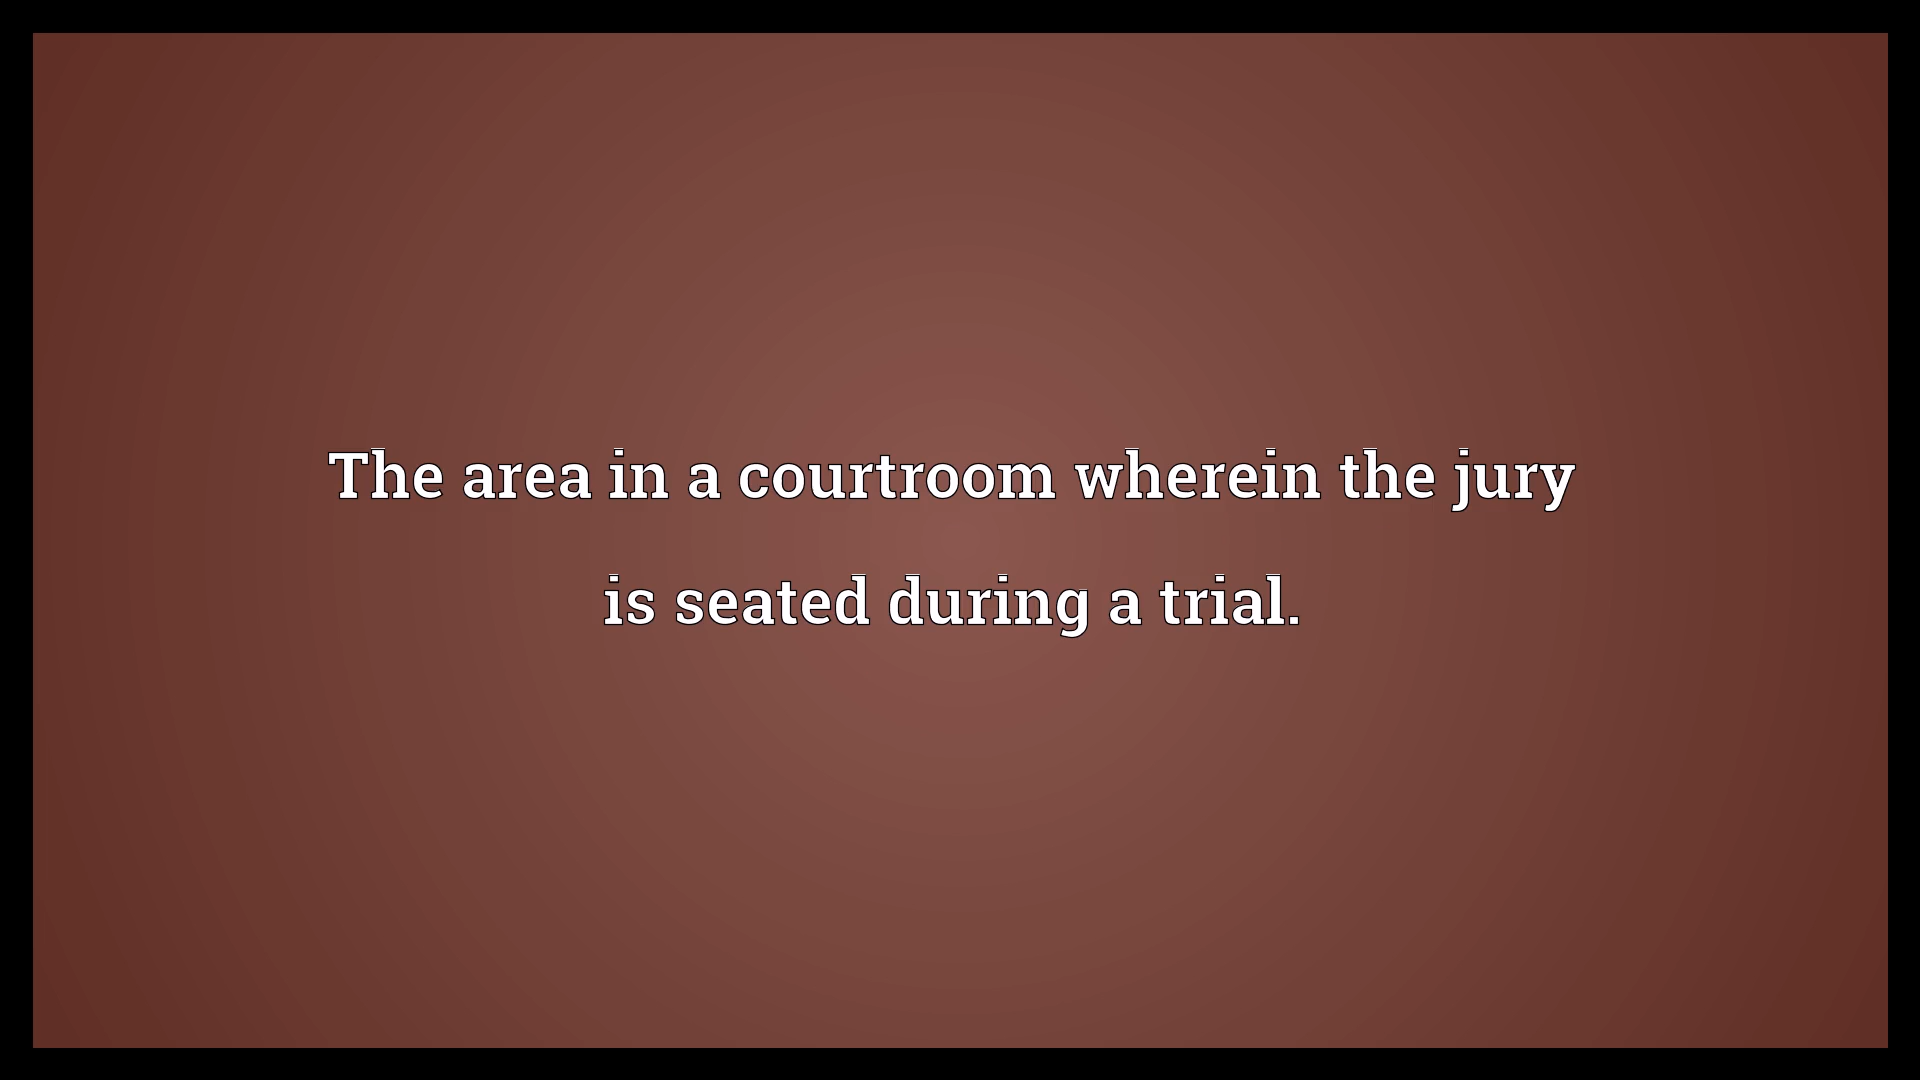 The area in a courtroom wherein the jury
is seated during a trial.